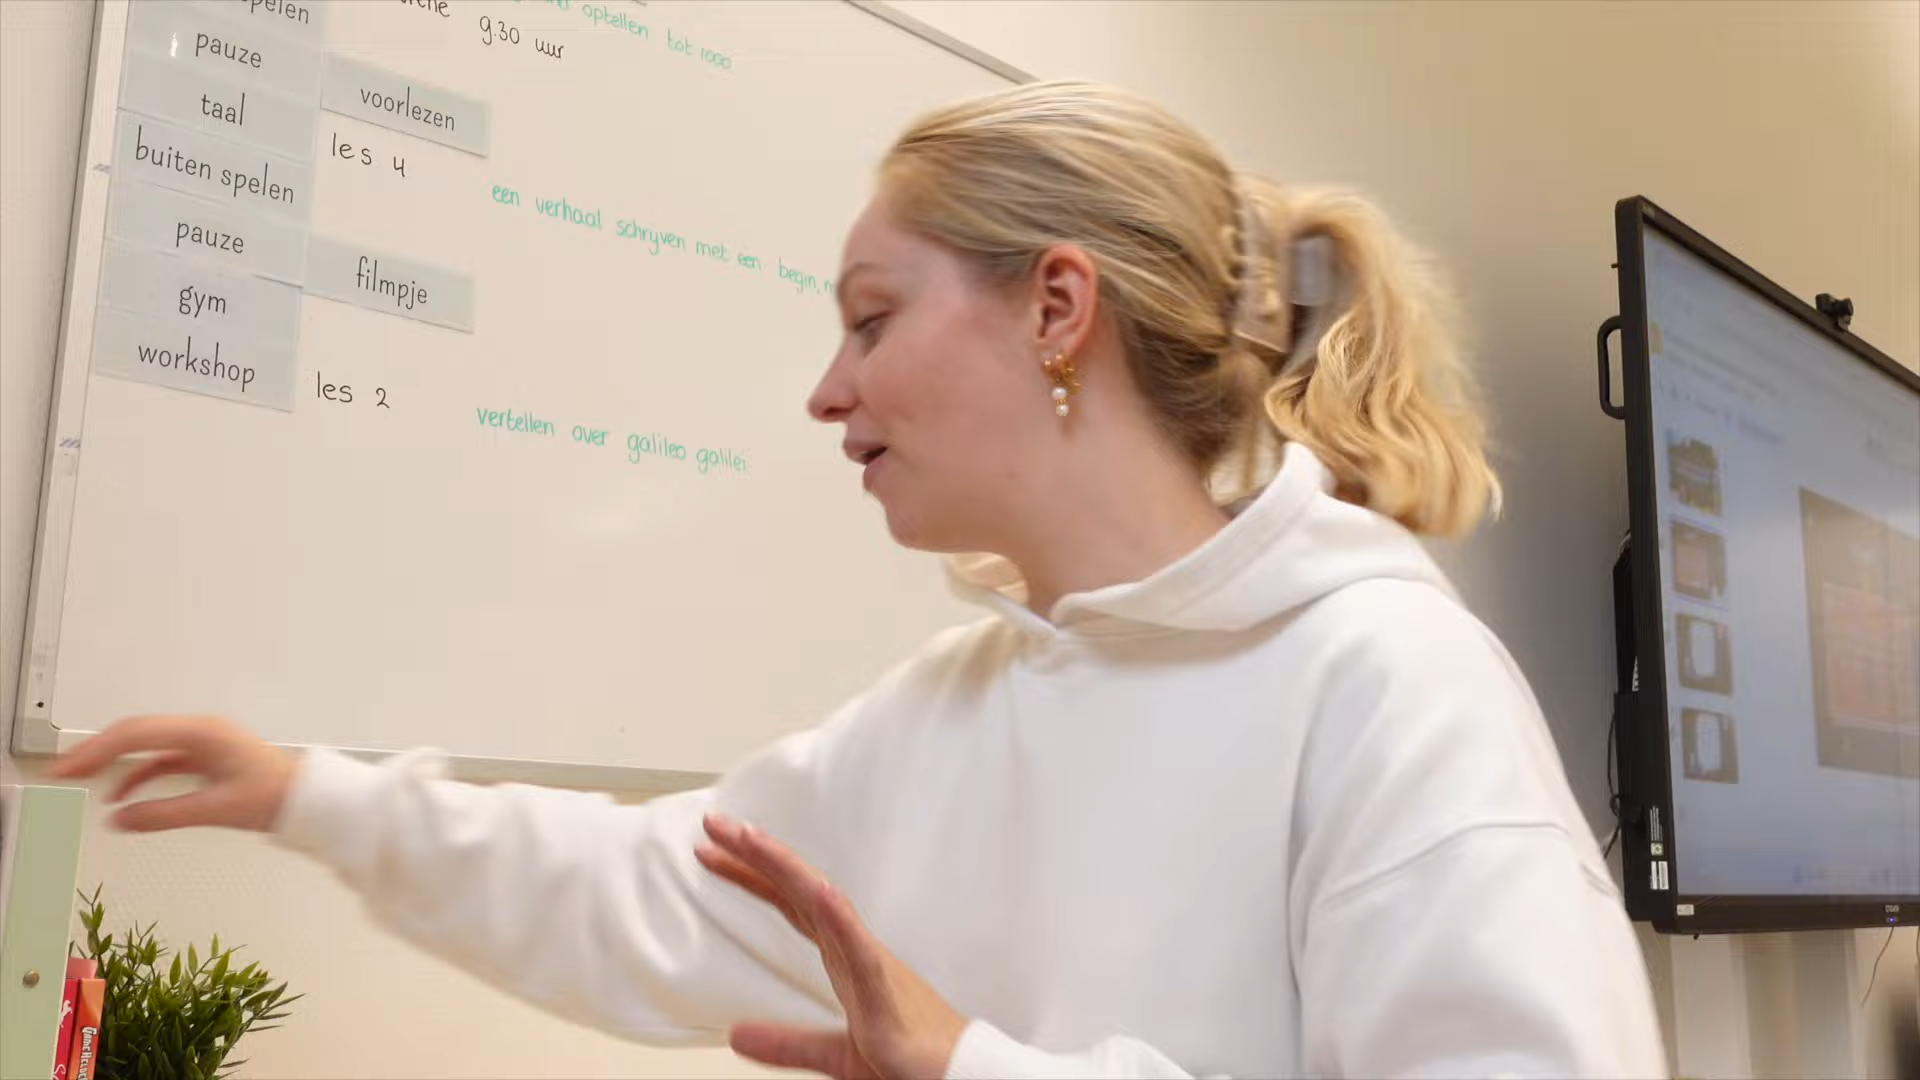 spelen
9.30 uur
optellen tot 1000
pauze
voorlezen
taal
les 4
buiten spelen
een verhaal schrijven met een begin, m
pauze
filmpje
gym
workshop
les 2
vertellen over galileo galilei